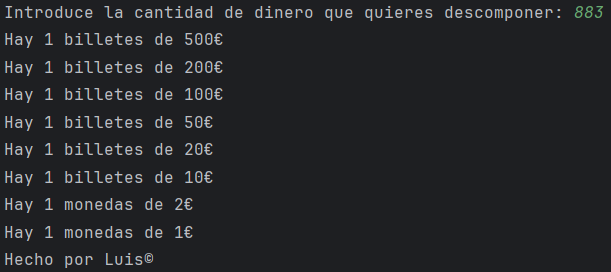 Introduce la cantidad de dinero que quieres descomponer: 883
Hay 1 billetes de 500€
Hay 1 billetes de 200€
Hay 1 billetes de 100€
Hay 1 billetes de 50€
Hay 1 billetes de 20€
Hay 1 billetes de 10€
Hay 1 monedas de 2€
Hay 1 monedas de 1€
Hecho por Luis©